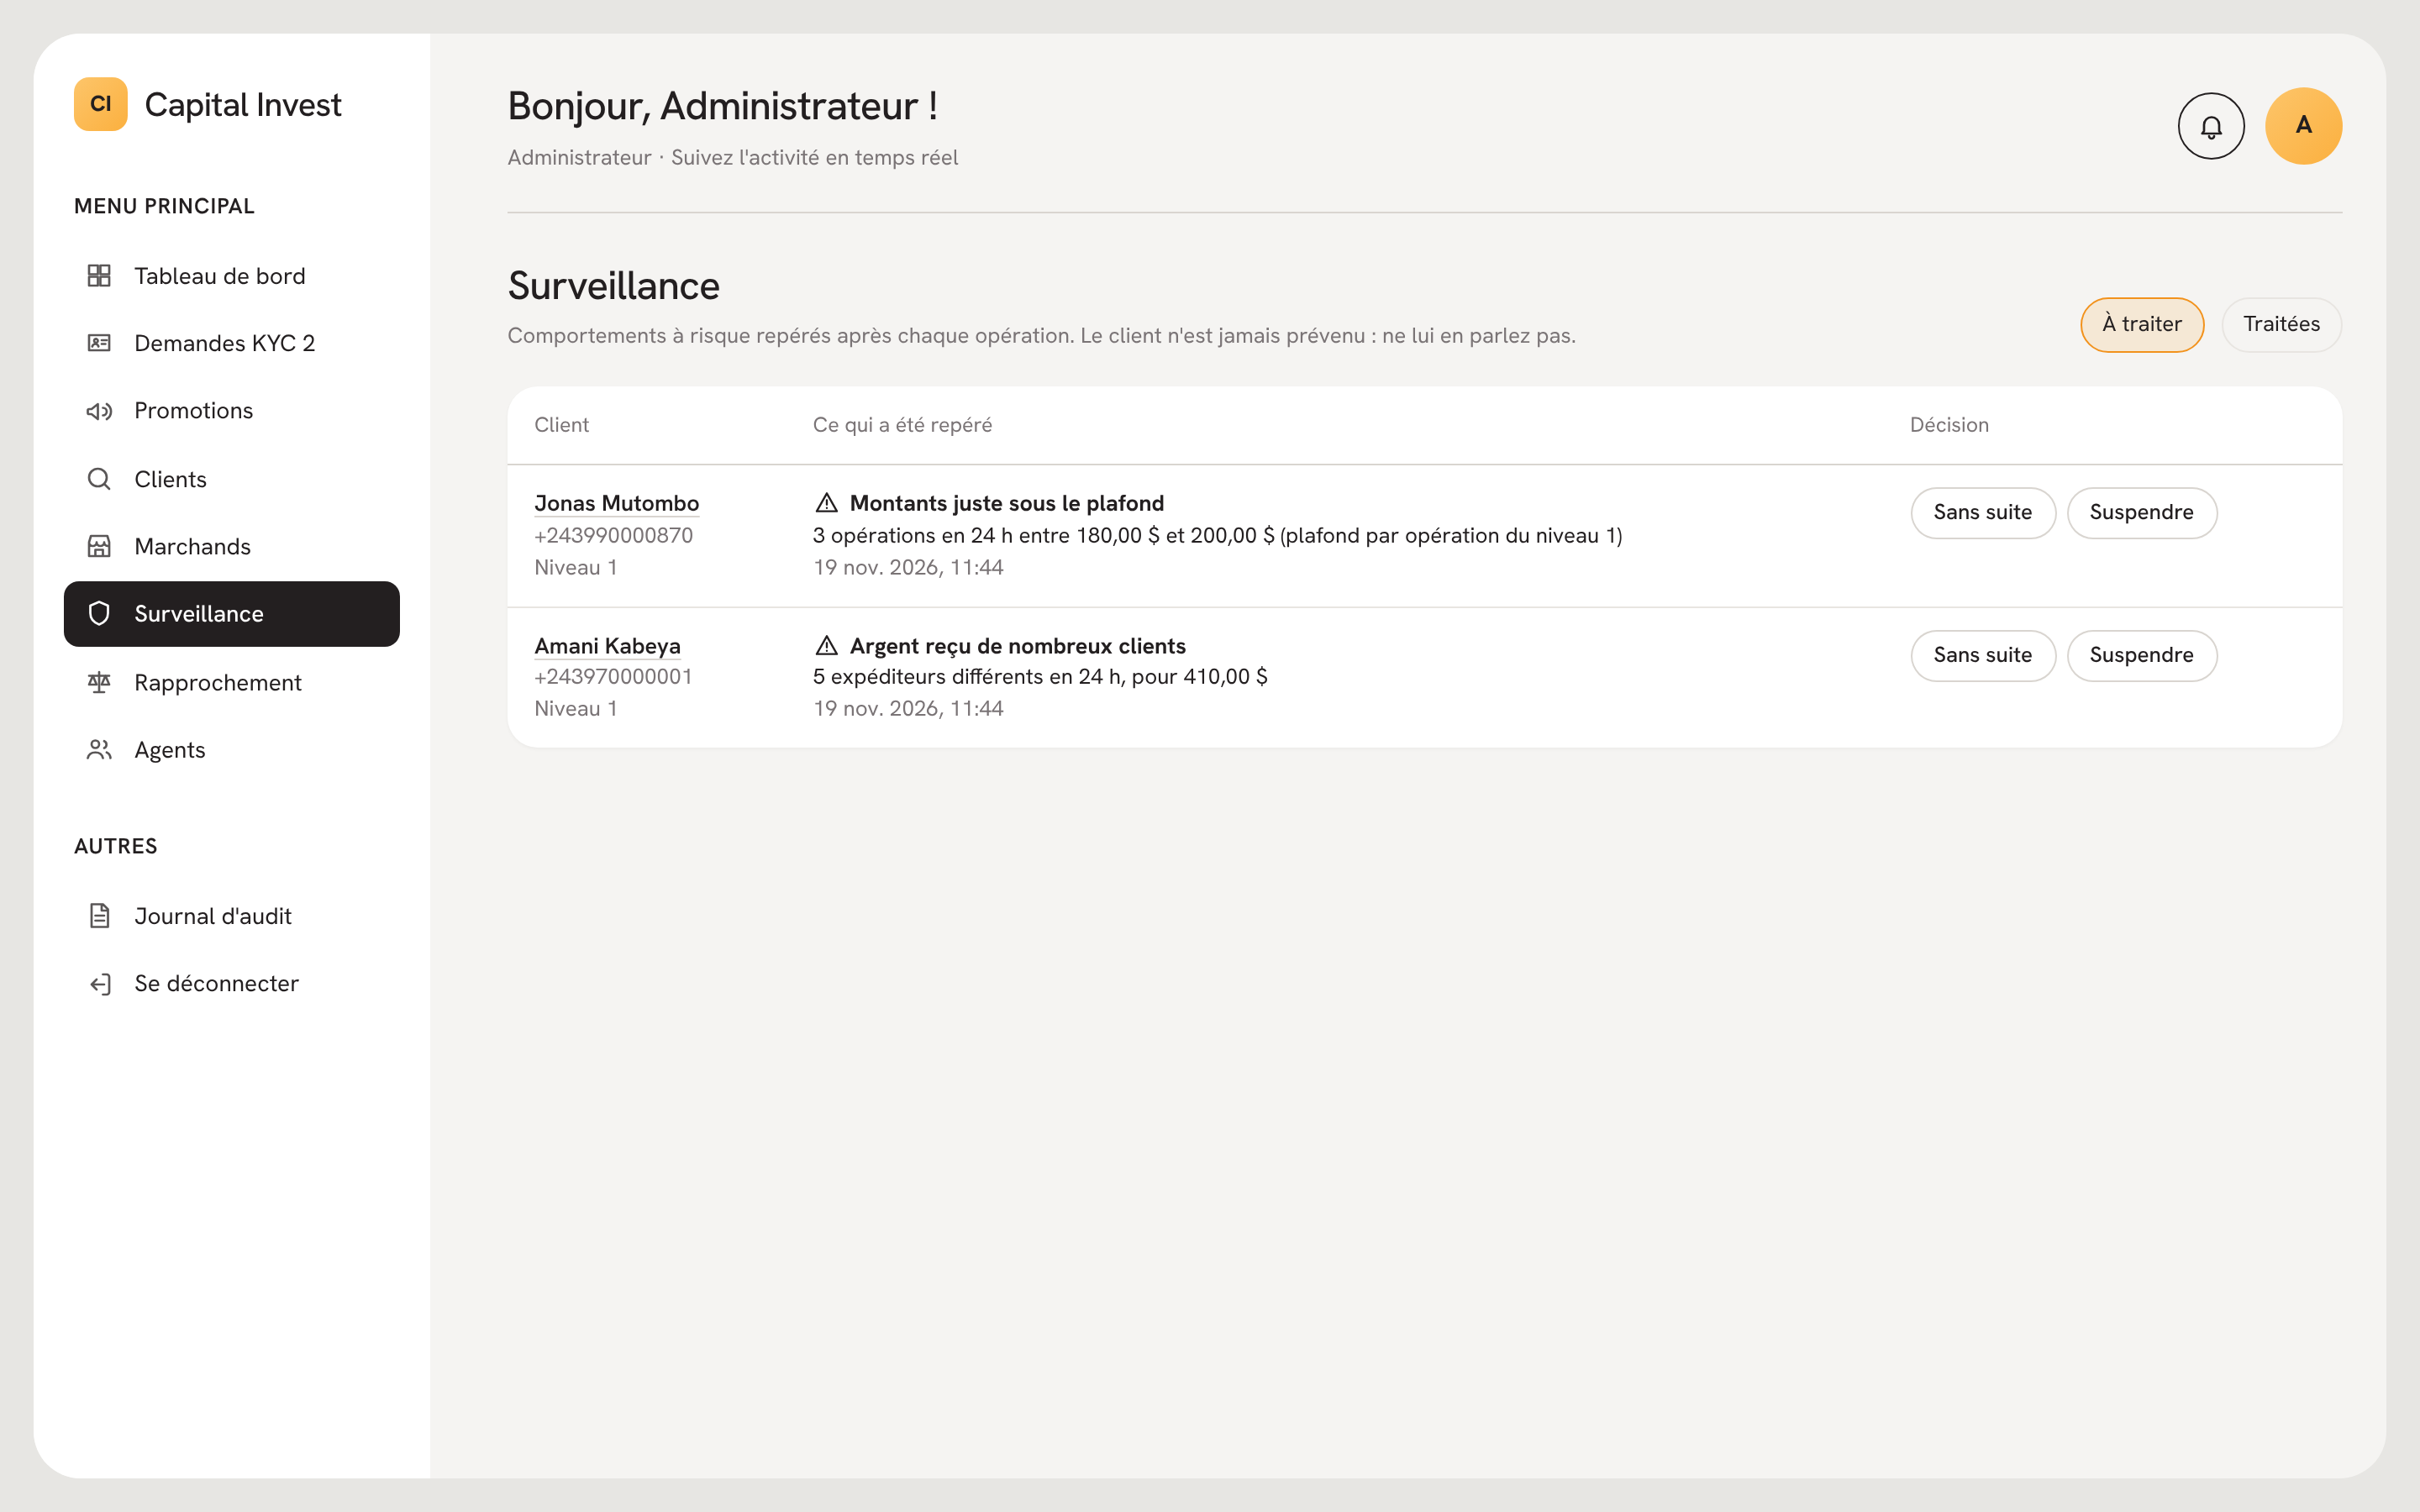 CI Capital Invest
MENU PRINCIPAL
Tableau de bord
Demandes KYC 2
Promotions
Clients
Marchands
Surveillance
Rapprochement
Agents
AUTRES
Journal d'audit
Se déconnecter
Bonjour, Administrateur !
Administrateur · Suivez l'activité en temps réel
A
Surveillance
Comportements à risque repérés après chaque opération. Le client n'est jamais prévenu : ne lui en parlez pas.
À traiter Traitées
Client Ce qui a été repéré Décision
Jonas Mutombo Montants juste sous le plafond Sans suite Suspendre
+243990000870 3 opérations en 24 h entre 180,00 $ et 200,00 $ (plafond par opération du niveau 1)
Niveau 1 19 nov. 2026, 11:44
Amani Kabeya Argent reçu de nombreux clients Sans suite Suspendre
+243970000001 5 expéditeurs différents en 24 h, pour 410,00 $
Niveau 1 19 nov. 2026, 11:44